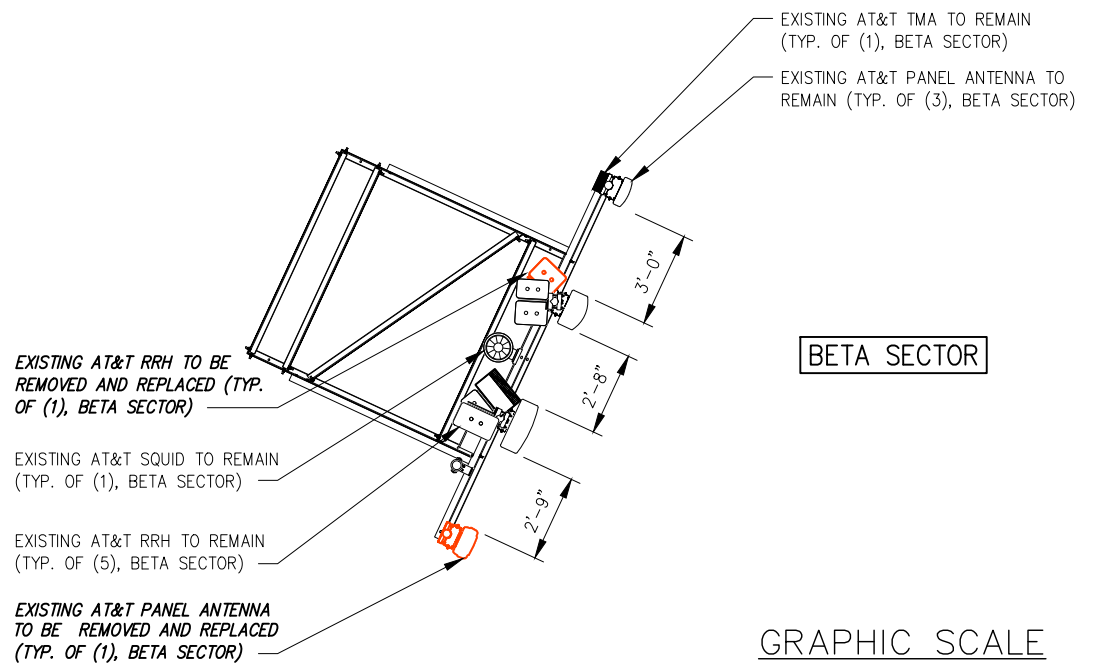 EXISTING AT&T TMA TO REMAIN
(TYP. OF (1), BETA SECTOR)
EXISTING AT&T PANEL ANTENNA TO
REMAIN (TYP. OF (3), BETA SECTOR)
3'-0"
BETA SECTOR
2'-8"
EXISTING AT&T RRH TO BE
REMOVED AND REPLACED (TYP.
OF (1), BETA SECTOR)
EXISTING AT&T SQUID TO REMAIN
(TYP. OF (1), BETA SECTOR)
2'-9"
EXISTING AT&T RRH TO REMAIN
(TYP. OF (5), BETA SECTOR)
EXISTING AT&T PANEL ANTENNA
TO BE REMOVED AND REPLACED
(TYP. OF (1), BETA SECTOR)
GRAPHIC SCALE